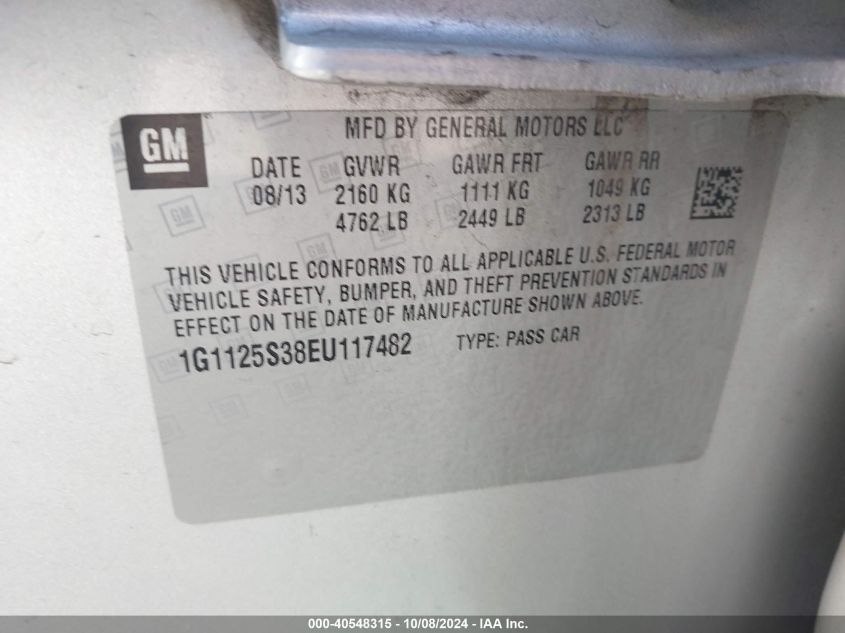 GM
MFD BY GENERAL MOTORS LLC
DATE GVWR GAWR FRT GAWR RR
08/13 2160 KG 1111 KG 1049 KG
4762 LB 2449 LB 2313 LB
THIS VEHICLE CONFORMS TO ALL APPLICABLE U.S. FEDERAL MOTOR
VEHICLE SAFETY, BUMPER, AND THEFT PREVENTION STANDARDS IN
EFFECT ON THE DATE OF MANUFACTURE SHOWN ABOVE.
1G1125S38EU117482 TYPE: PASS CAR
000-40548315 - 10/08/2024 - IAA Inc.